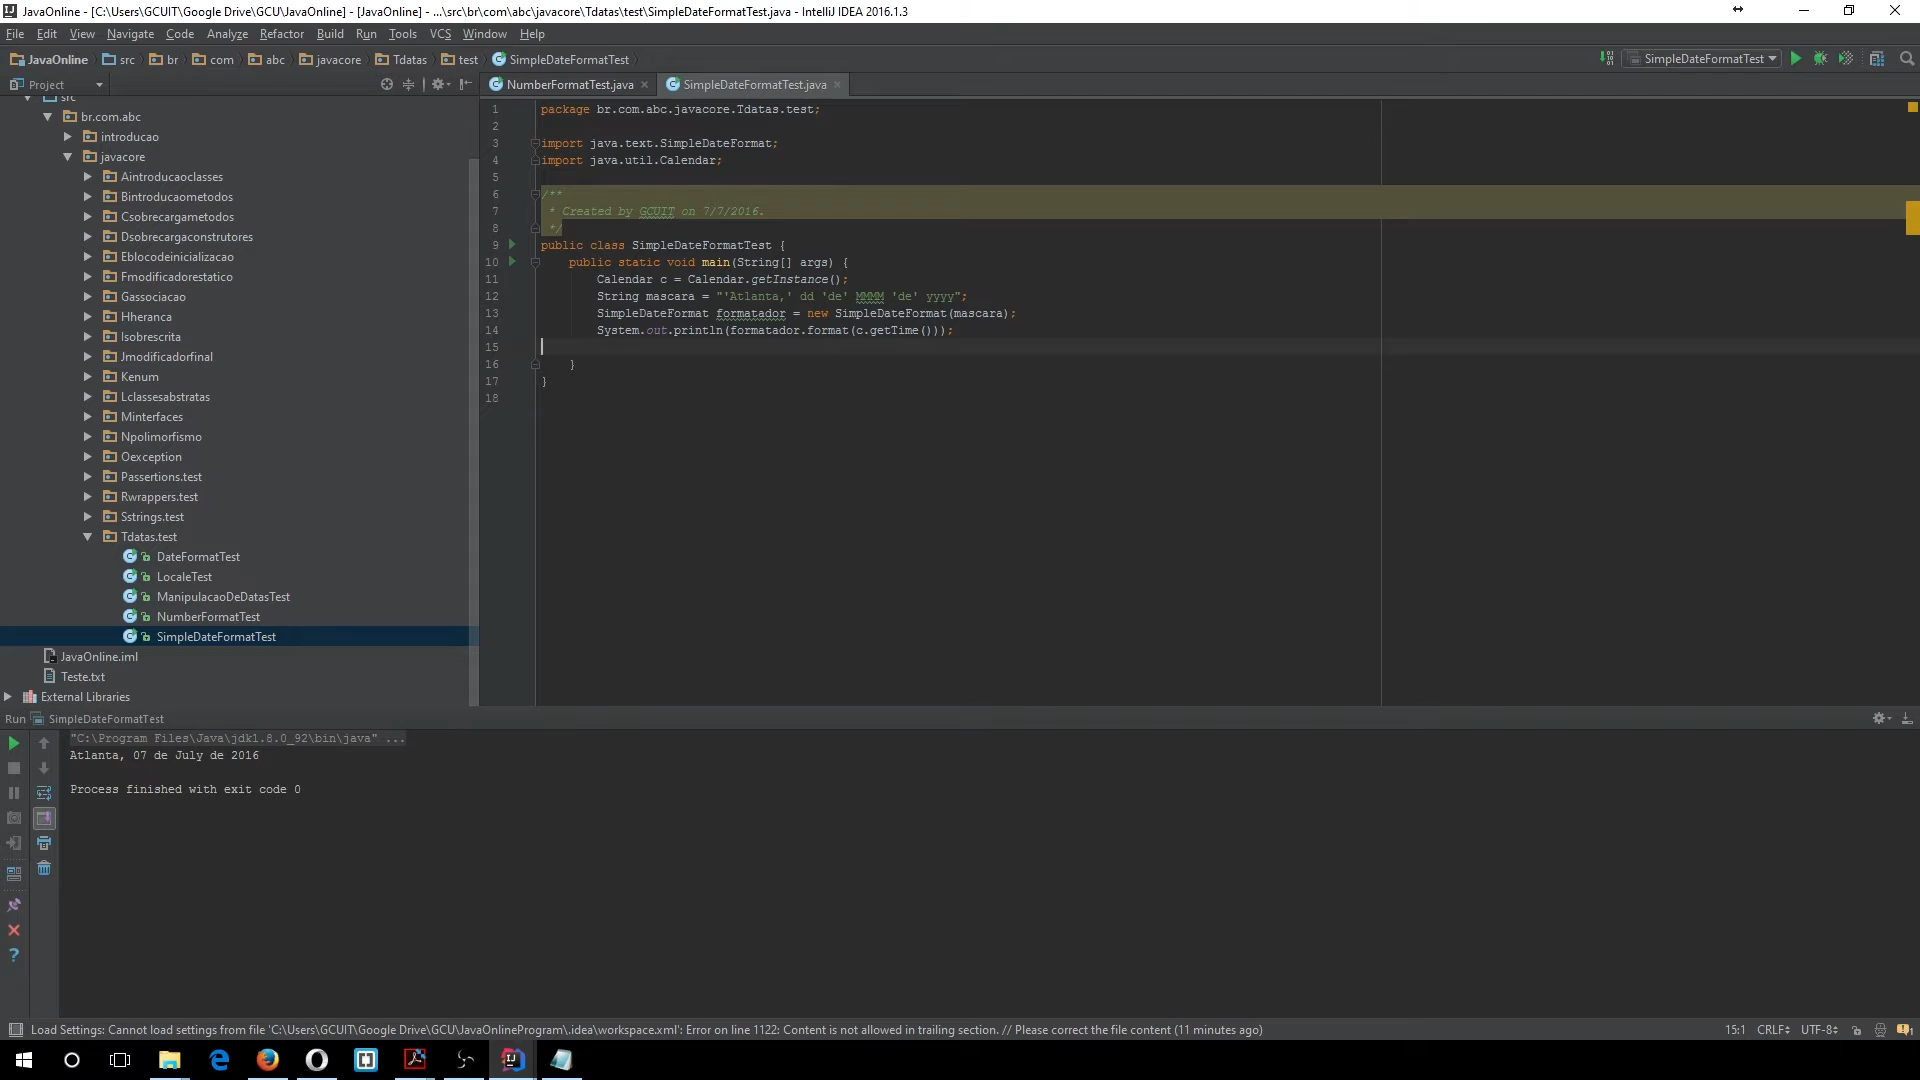 JavaOnline - [C:\Users\GCUIT\Google Drive\GCU\JavaOnline] - [JavaOnline] - ...\src\br\com\abc\javacore\Tdatas\test\SimpleDateFormatTest.java - IntelliJ IDEA 2016.1.3
File Edit View Navigate Code Analyze Refactor Build Run Tools VCS Window Help
JavaOnline src br com abc javacore Tdatas test SimpleDateFormatTest
SimpleDateFormatTest
Project
NumberFormatTest.java SimpleDateFormatTest.java
src
br.com.abc
introducao
javacore
Aintroducaoclasses
Bintroducaometodos
Csobrecargametodos
Dsobrecargaconstrutores
Eblocodeinicializacao
Fmodificadorestatico
Gassociacao
Hheranca
Isobrescrita
Jmodificadorfinal
Kenum
Lclassesabstratas
Minterfaces
Npolimorfismo
Oexception
Passertions.test
Rwrappers.test
Sstrings.test
Tdatas.test
DateFormatTest
LocaleTest
ManipulacaoDeDatasTest
NumberFormatTest
SimpleDateFormatTest
JavaOnline.iml
Teste.txt
External Libraries
1 package br.com.abc.javacore.Tdatas.test;
2
3 import java.text.SimpleDateFormat;
4 import java.util.Calendar;
5
6 /**
7 * Created by GCUIT on 7/7/2016.
8 */
9 public class SimpleDateFormatTest {
10 public static void main(String[] args) {
11 Calendar c = Calendar.getInstance();
12 String mascara = "'Atlanta,' dd 'de' MMMM 'de' yyyy";
13 SimpleDateFormat formatador = new SimpleDateFormat(mascara);
14 System.out.println(formatador.format(c.getTime()));
15
16 }
17 }
18
Run SimpleDateFormatTest
"C:\Program Files\Java\jdk1.8.0_92\bin\java" ...
Atlanta, 07 de July de 2016
Process finished with exit code 0
Load Settings: Cannot load settings from file 'C:\Users\GCUIT\Google Drive\GCU\JavaOnlineProgram\.idea\workspace.xml': Error on line 1122: Content is not allowed in trailing section. // Please correct the file content (11 minutes ago)
15:1 CRLF UTF-8